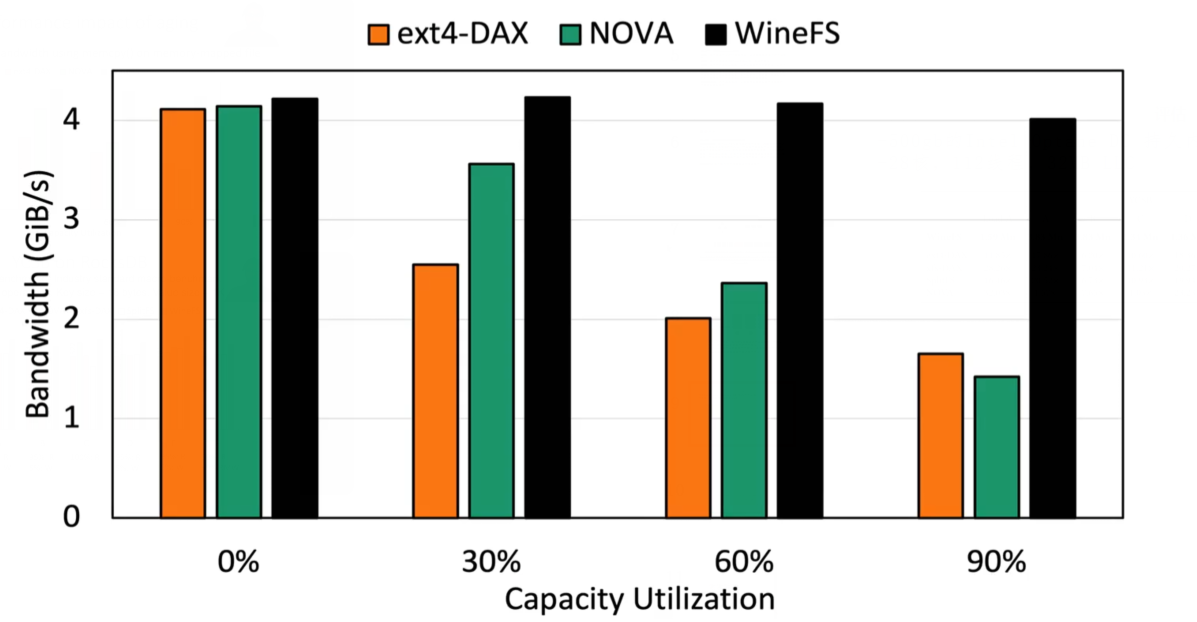 ext4-DAX NOVA WineFS
4
3
2
1
0
Bandwidth (GiB/s)
0% 30% 60% 90%
Capacity Utilization